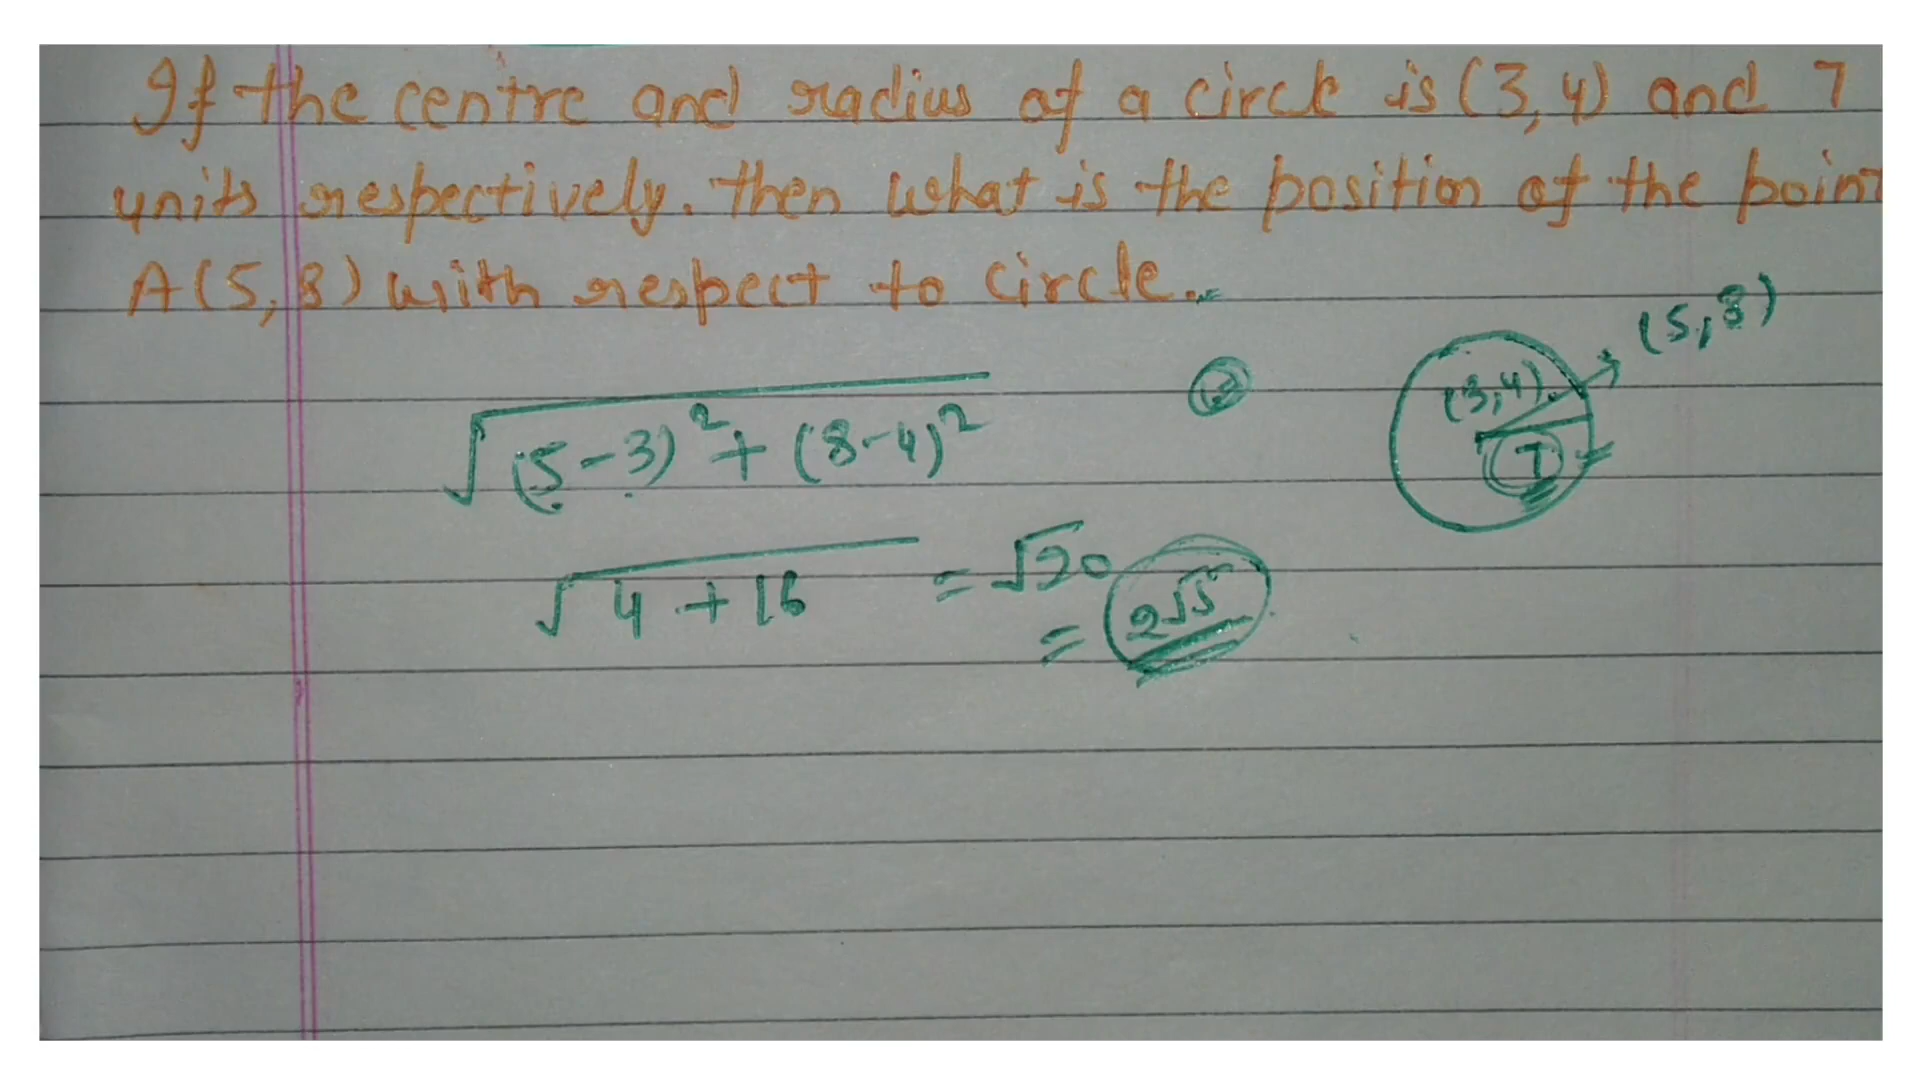 If the centre and radius of a circle is (3,4) and 7
units respectively. then what is the position of the point
A(5,8) with respect to circle.
(5,8)
(3,4)
7
√(5-3)²+(8-4)²
√4+16 = √20
= 2√5